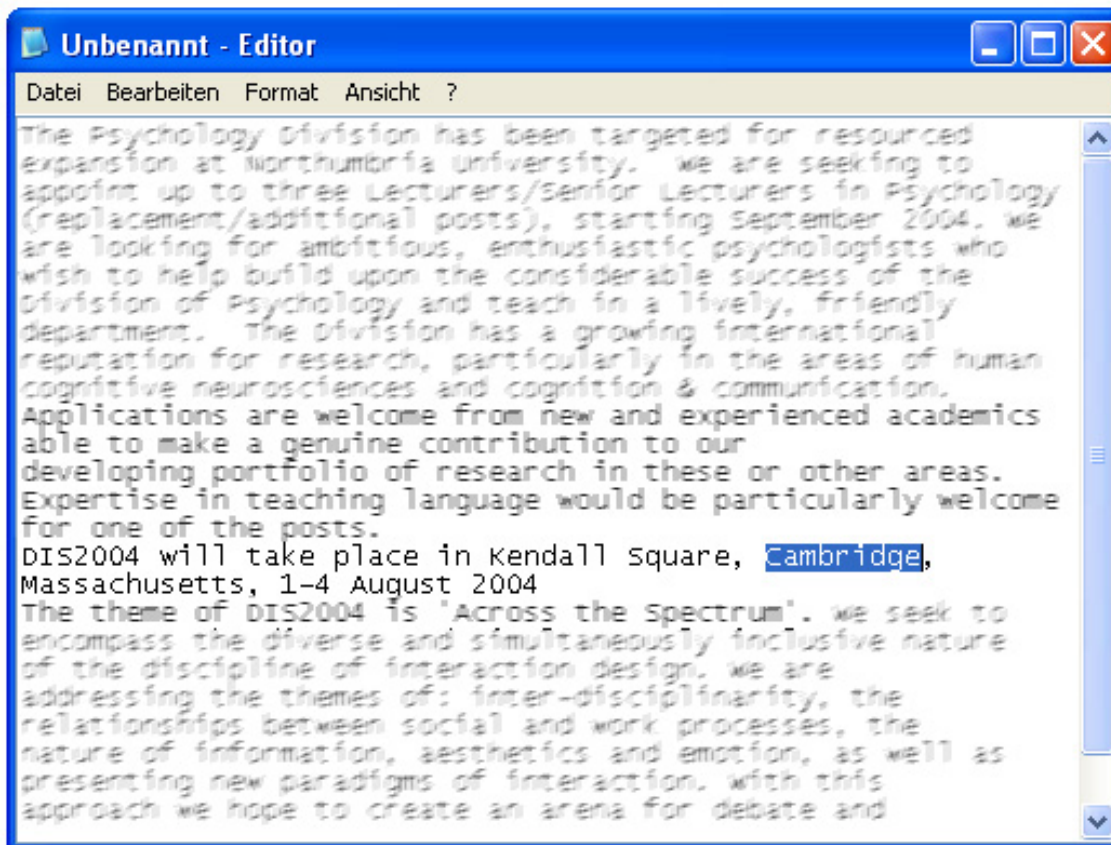 Unbenannt - Editor
Datei Bearbeiten Format Ansicht ?
The Psychology Division has been targeted for resourced
expansion at Northumbria University. We are seeking to
appoint up to three Lecturers/Senior Lecturers in Psychology
(replacement/additional posts), starting September 2004. We
are looking for ambitious, enthusiastic psychologists who
wish to help build upon the considerable success of the
Division of Psychology and teach in a lively, friendly
department. The Division has a growing international
reputation for research, particularly in the areas of human
cognitive neurosciences and cognition & communication.
Applications are welcome from new and experienced academics
able to make a genuine contribution to our
developing portfolio of research in these or other areas.
Expertise in teaching language would be particularly welcome
for one of the posts.
DIS2004 will take place in Kendall Square, Cambridge,
Massachusetts, 1-4 August 2004
The theme of DIS2004 is 'Across the Spectrum'. We seek to
encompass the diverse and simultaneously inclusive nature
of the discipline of interaction design. We are
addressing the themes of: inter-disciplinarity, the
relationships between social and work processes, the
nature of information, aesthetics and emotion, as well as
presenting new paradigms of interaction. With this
approach we hope to create an arena for debate and